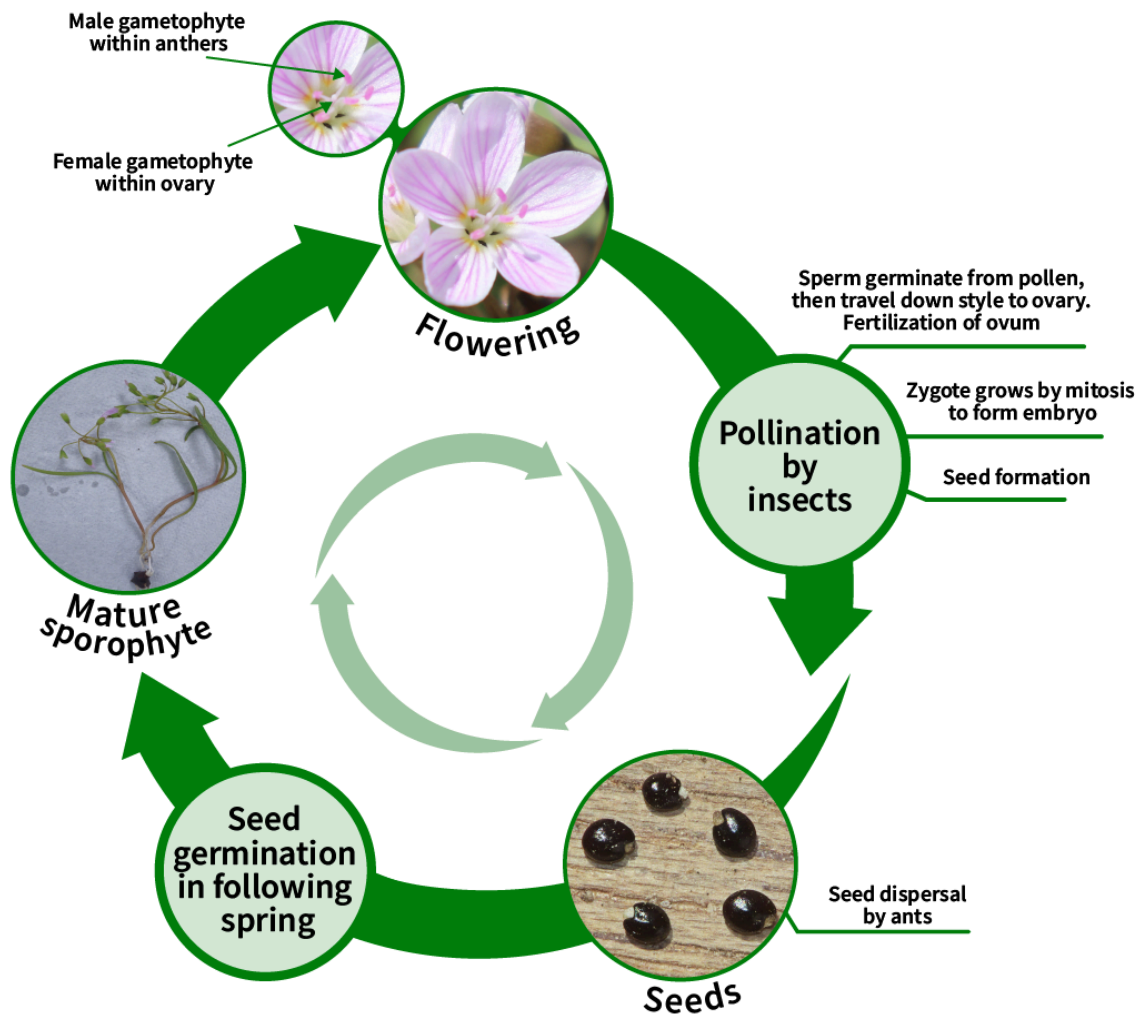 Male gametophyte
within anthers
Female gametophyte
within ovary
Flowering
Sperm germinate from pollen,
then travel down style to ovary.
Fertilization of ovum
Pollination
by
insects
Zygote grows by mitosis
to form embryo
Seed formation
Mature
sporophyte
Seed
germination
in following
spring
Seed dispersal
by ants
Seeds